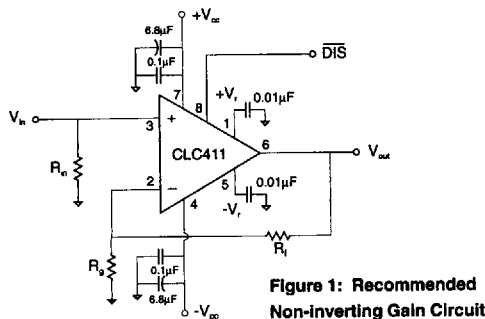 +Vcc
6.8µF
0.1µF
DIS
7
8
+Vr
0.01µF
Vin
3
+
1
CLC411
6
Vout
2
−
5
0.01µF
4
-Vr
Rin
Rf
Rg
0.1µF
6.8µF
-Vcc
Figure 1: Recommended
Non-inverting Gain Circuit